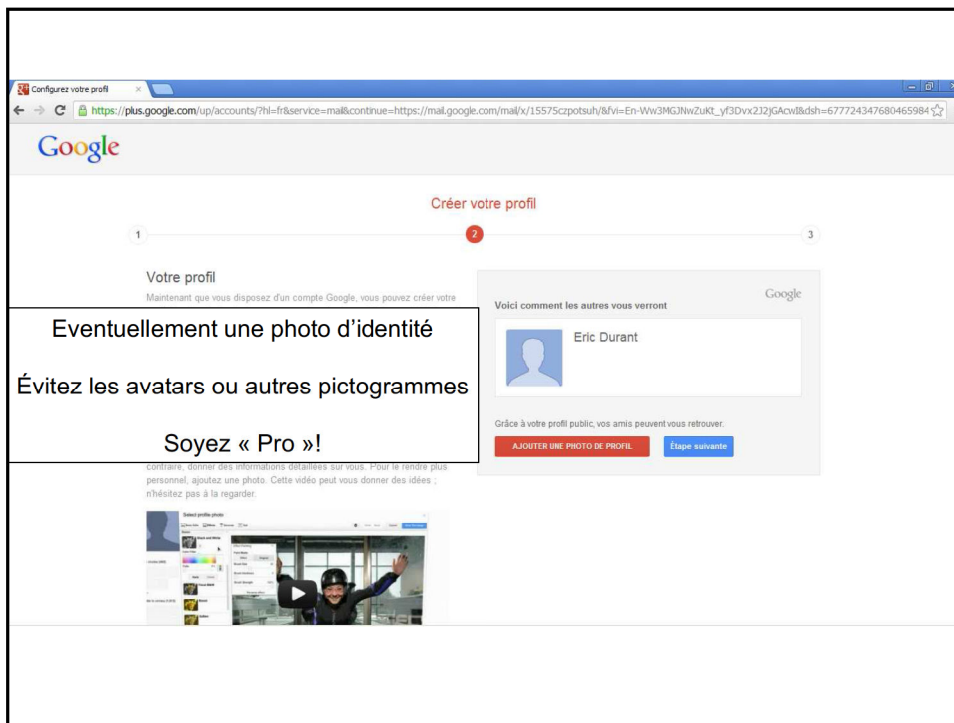 Configurez votre profil
https://plus.google.com/up/accounts/?hl=fr&service=mail&continue=https://mail.google.com/mail/x/15575czpotsuh/&fvi=En-Ww3MGJNwZuKt_yf3Dvx2J2jGAcwI&dsh=677724347680465984
Google
Créer votre profil
1
2
3
Votre profil
Maintenant que vous disposez d'un compte Google, vous pouvez créer votre
Eventuellement une photo d'identité
Évitez les avatars ou autres pictogrammes
Soyez « Pro »!
contraire, donner des informations détaillées sur vous. Pour le rendre plus
personnel, ajoutez une photo. Cette vidéo peut vous donner des idées ;
n'hésitez pas à la regarder.
Select profile photo
Google
Voici comment les autres vous verront
Eric Durant
Grâce à votre profil public, vos amis peuvent vous retrouver.
AJOUTER UNE PHOTO DE PROFIL
Étape suivante